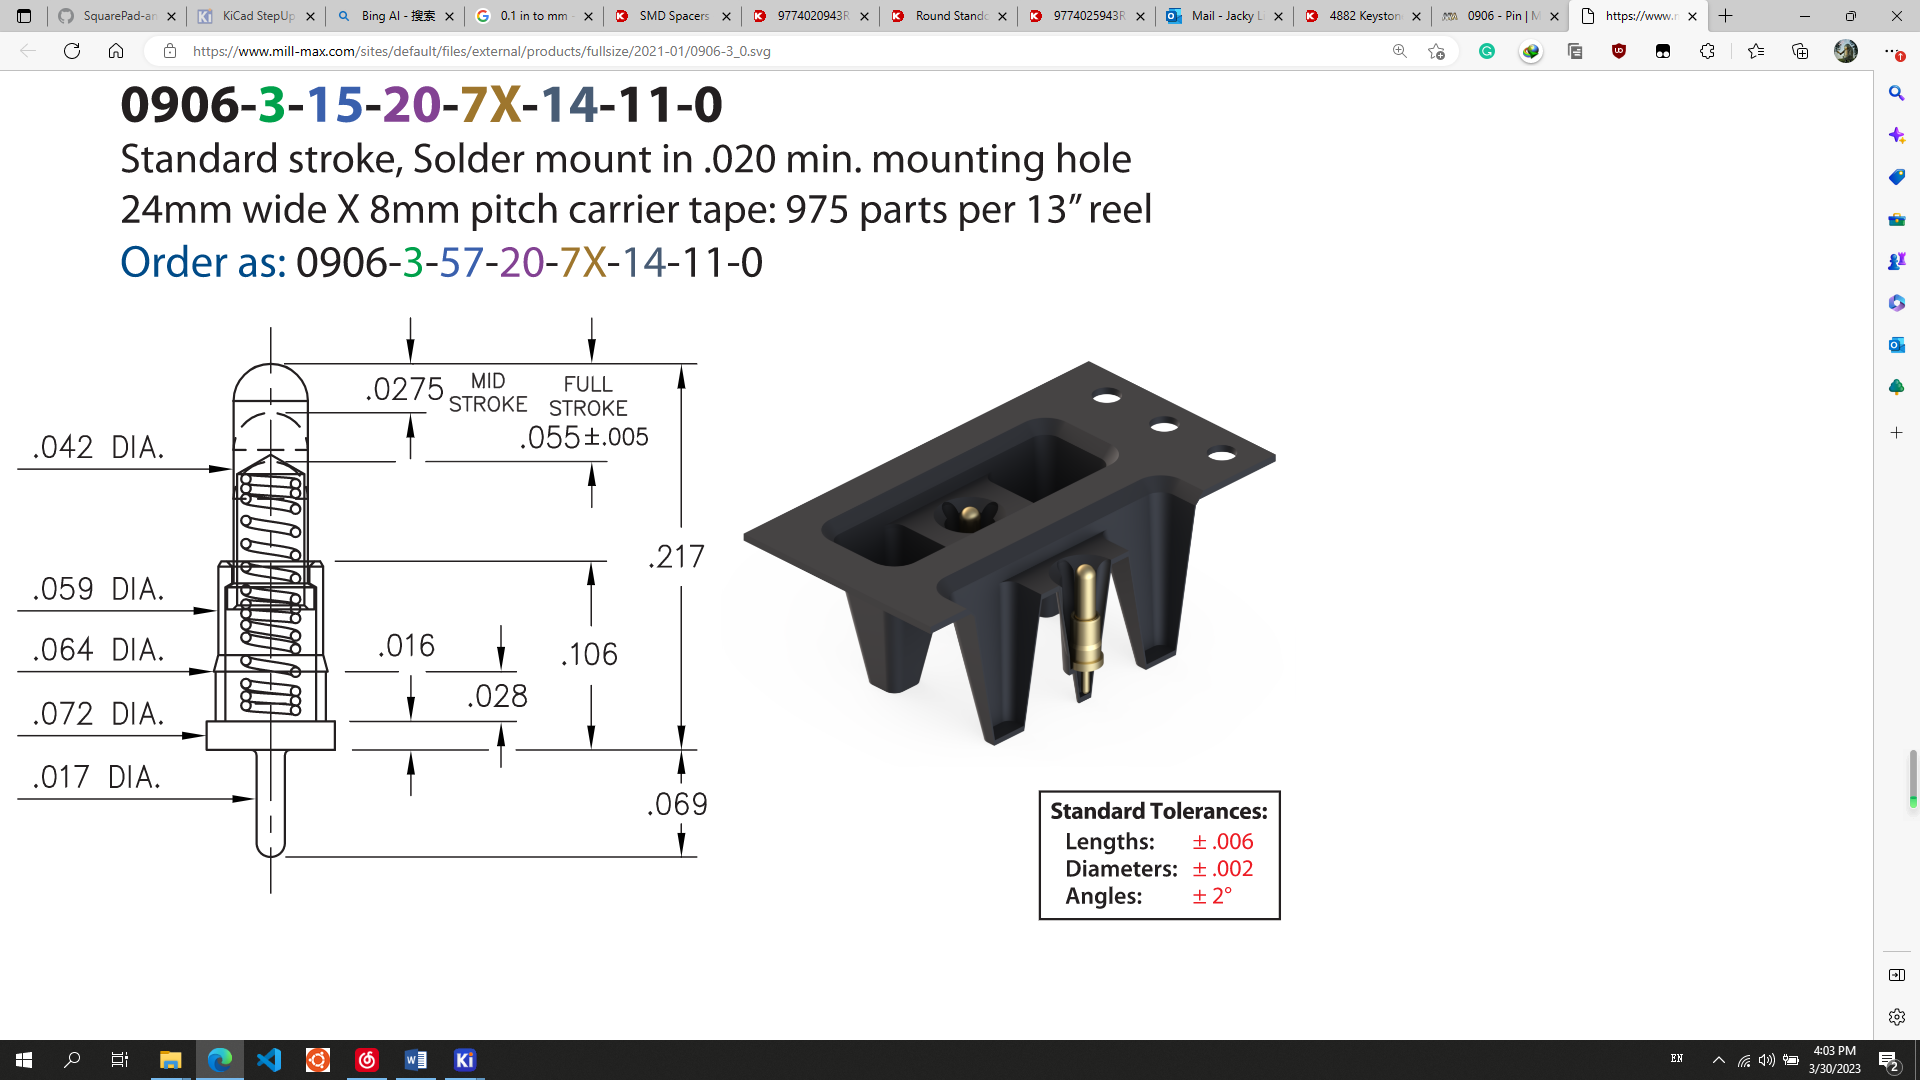 SquarePad-an
KiCad StepUp
Bing AI - 搜索
0.1 in to mm -
SMD Spacers
9774020943R
Round Stando
9774025943R
Mail - Jacky Li
4882 Keystone
0906 - Pin | M
https://www.m
https://www.mill-max.com/sites/default/files/external/products/fullsize/2021-01/0906-3_0.svg
0906-3-15-20-7X-14-11-0
Standard stroke, Solder mount in .020 min. mounting hole
24mm wide X 8mm pitch carrier tape: 975 parts per 13” reel
Order as: 0906-3-57-20-7X-14-11-0
.0275
MID
STROKE
FULL
STROKE
.055±.005
.042 DIA.
.217
.059 DIA.
.064 DIA.
.016
.106
.028
.072 DIA.
.017 DIA.
.069
Standard Tolerances:
Lengths: ± .006
Diameters: ± .002
Angles: ± 2°
EN
4:03 PM
3/30/2023
2